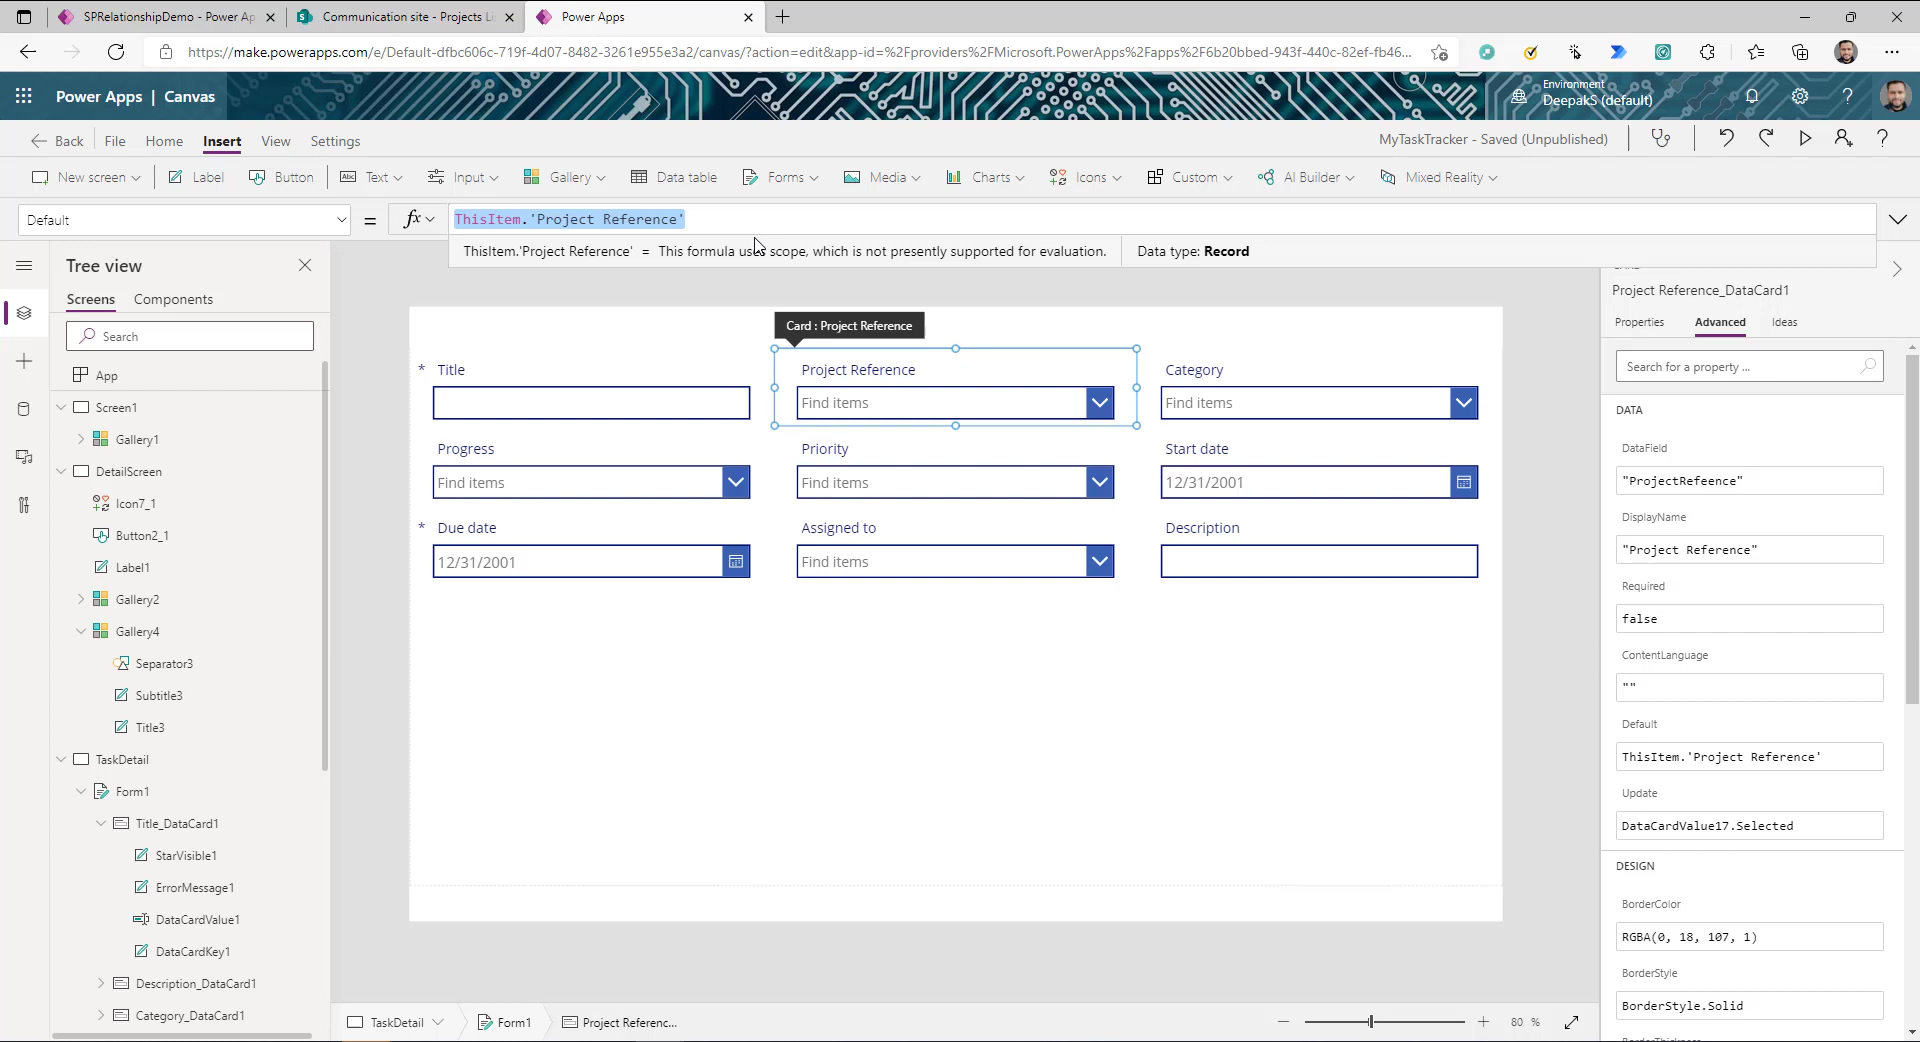 SPRelationshipDemo - Power Ap
Communication site - Projects Li
Power Apps
https://make.powerapps.com/e/Default-dfbc606c-719f-4d07-8482-3261e955e3a2/canvas/?action=edit&app-id=%2Fproviders%2FMicrosoft.PowerApps%2Fapps%2F6b20bbed-943f-440c-82ef-fb46...
Power Apps | Canvas
Environment
DeepakS (default)
Back
File
Home
Insert
View
Settings
MyTaskTracker - Saved (Unpublished)
New screen
Label
Button
Text
Input
Gallery
Data table
Forms
Media
Charts
Icons
Custom
AI Builder
Mixed Reality
Default
=
fx
ThisItem.'Project Reference'
ThisItem.'Project Reference' = This formula uses scope, which is not presently supported for evaluation.
Data type: Record
Tree view
Screens
Components
Search
App
Screen1
Gallery1
DetailScreen
Icon7_1
Button2_1
Label1
Gallery2
Gallery4
Separator3
Subtitle3
Title3
TaskDetail
Form1
Title_DataCard1
StarVisible1
ErrorMessage1
DataCardValue1
DataCardKey1
Description_DataCard1
Category_DataCard1
Card : Project Reference
* Title
Project Reference
Find items
Category
Find items
Progress
Find items
Priority
Find items
Start date
12/31/2001
* Due date
12/31/2001
Assigned to
Find items
Description
TaskDetail
Form1
Project Referenc...
80 %
Project Reference_DataCard1
Properties
Advanced
Ideas
Search for a property ...
DATA
DataField
"ProjectRefeence"
DisplayName
"Project Reference"
Required
false
ContentLanguage
""
Default
ThisItem.'Project Reference'
Update
DataCardValue17.Selected
DESIGN
BorderColor
RGBA(0, 18, 107, 1)
BorderStyle
BorderStyle.Solid